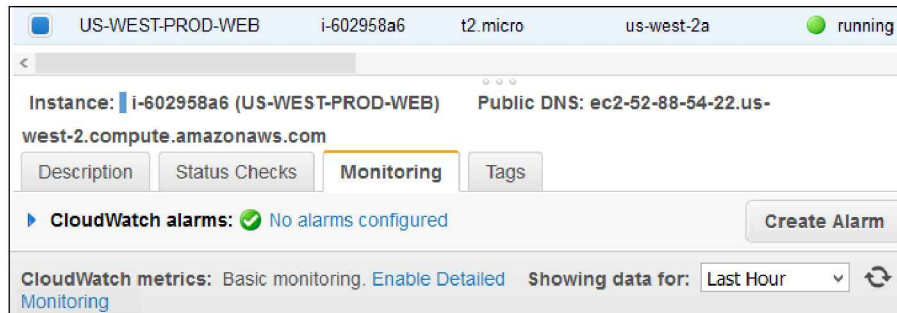 US-WEST-PROD-WEB i-602958a6 t2.micro us-west-2a running
Instance: i-602958a6 (US-WEST-PROD-WEB) Public DNS: ec2-52-88-54-22.us-
west-2.compute.amazonaws.com
Description Status Checks Monitoring Tags
CloudWatch alarms: No alarms configured Create Alarm
CloudWatch metrics: Basic monitoring. Enable Detailed Showing data for: Last Hour
Monitoring